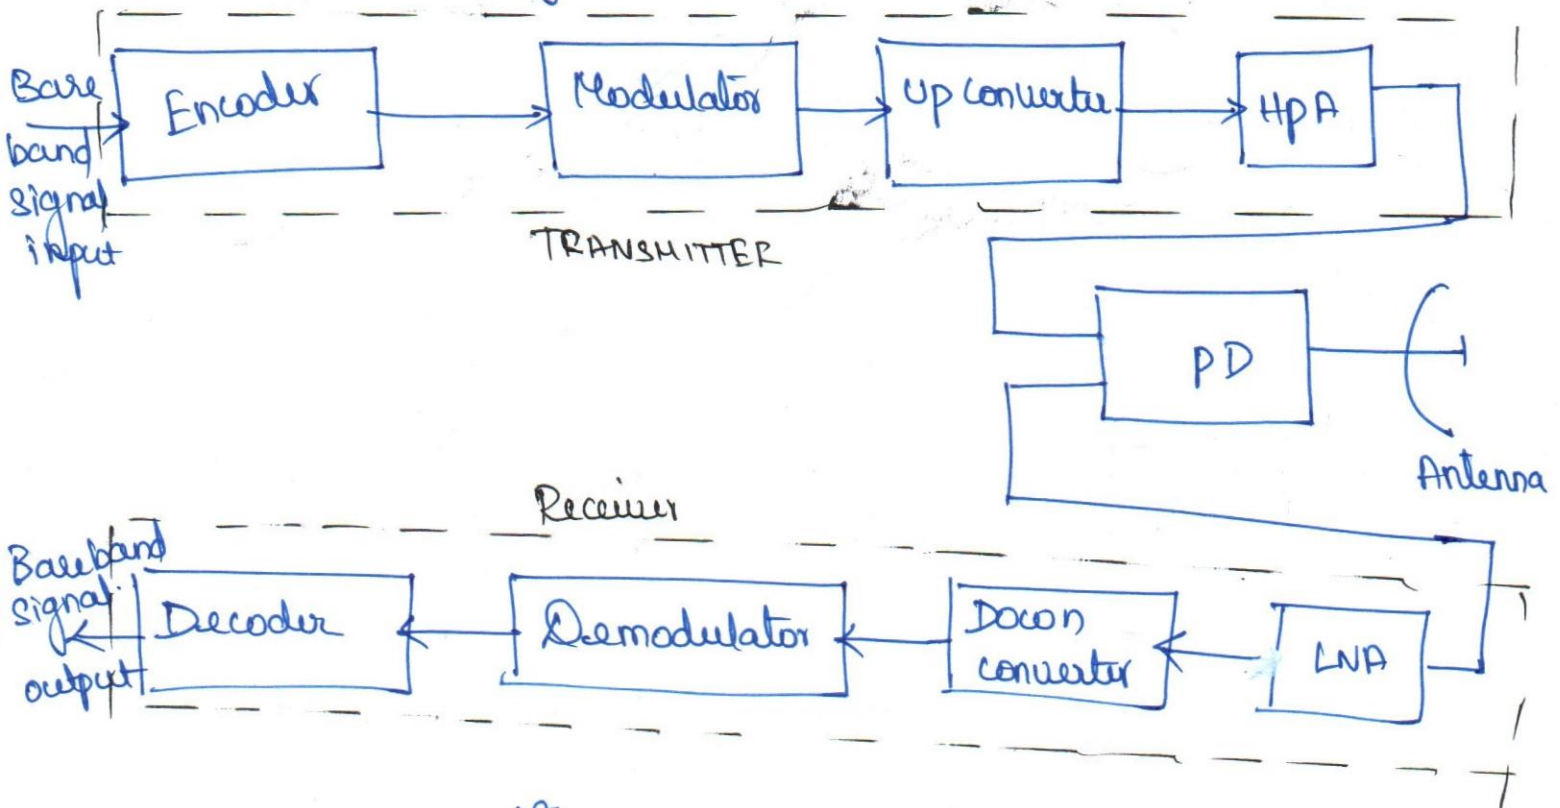 Base
band
signal
input
Encoder
Modulator
Up converter
HPA
TRANSMITTER
PD
Antenna
Receiver
Baseband
signal
output
Decoder
Demodulator
Down
converter
LNA